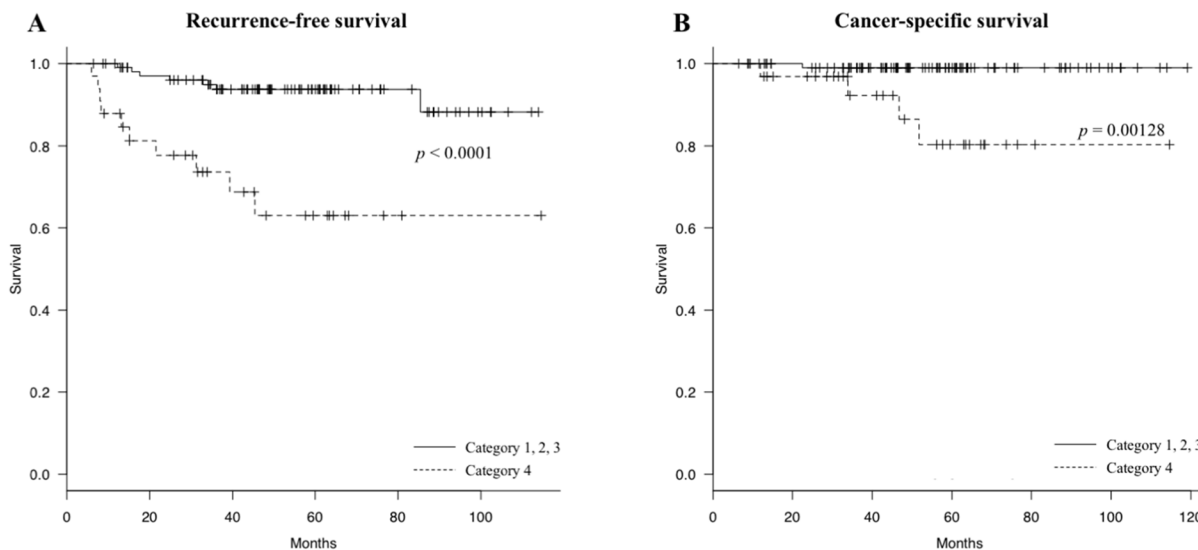 A
Recurrence-free survival
1.0
0.8
0.6
0.4
0.2
0.0
Survival
p < 0.0001
Category 1, 2, 3
Category 4
0 20 40 60 80 100
Months
B
Cancer-specific survival
1.0
0.8
0.6
0.4
0.2
0.0
Survival
p = 0.00128
Category 1, 2, 3
Category 4
0 20 40 60 80 100 120
Months